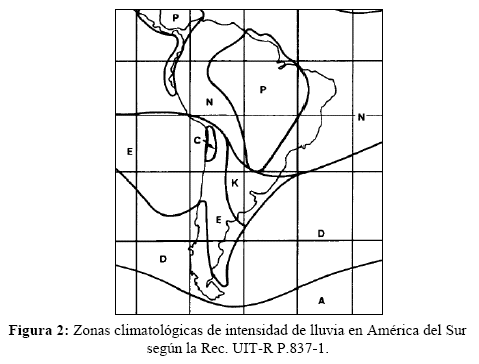 P
P
N
N
C
E
K
E
D
D
A
Figura 2: Zonas climatológicas de intensidad de lluvia en América del Sur
según la Rec. UIT-R P.837-1.